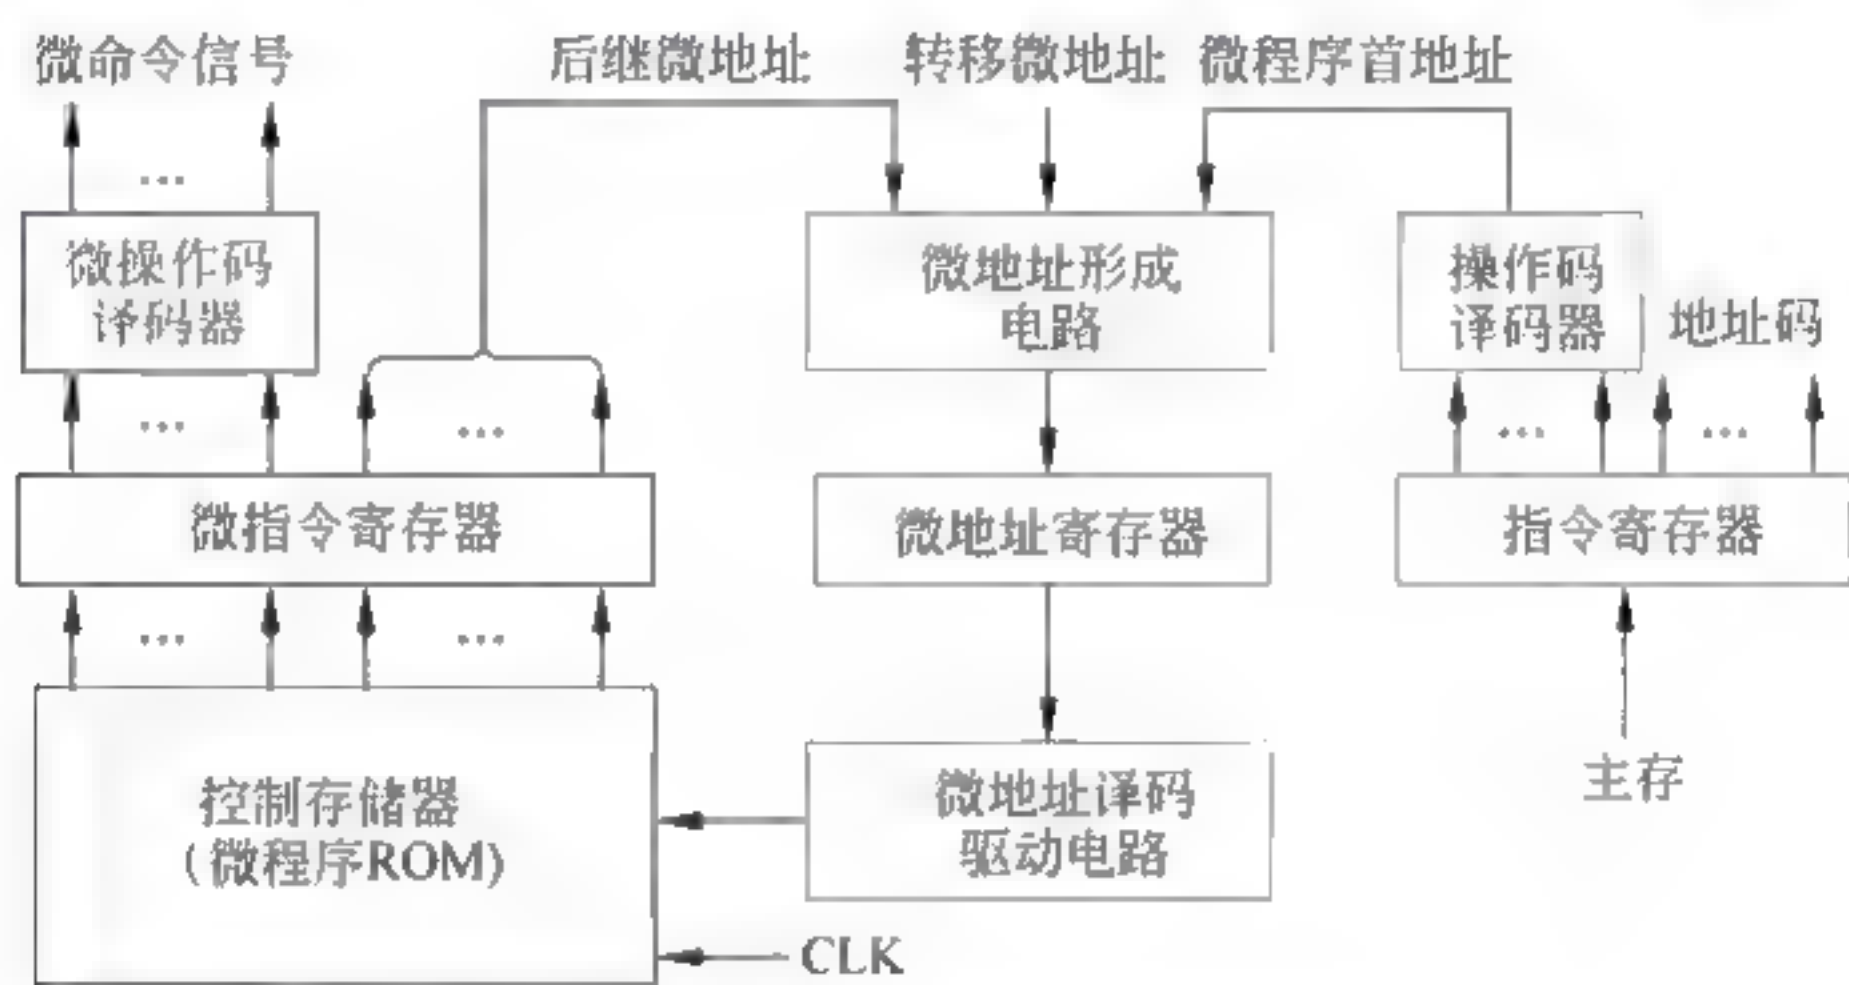 微命令信号
后继微地址
转移微地址
微程序首地址
…
微操作码
译码器
微地址形成
电路
操作码
译码器
地址码
…
…
…
…
微指令寄存器
微地址寄存器
指令寄存器
…
…
主存
控制存储器
(微程序ROM)
微地址译码
驱动电路
CLK